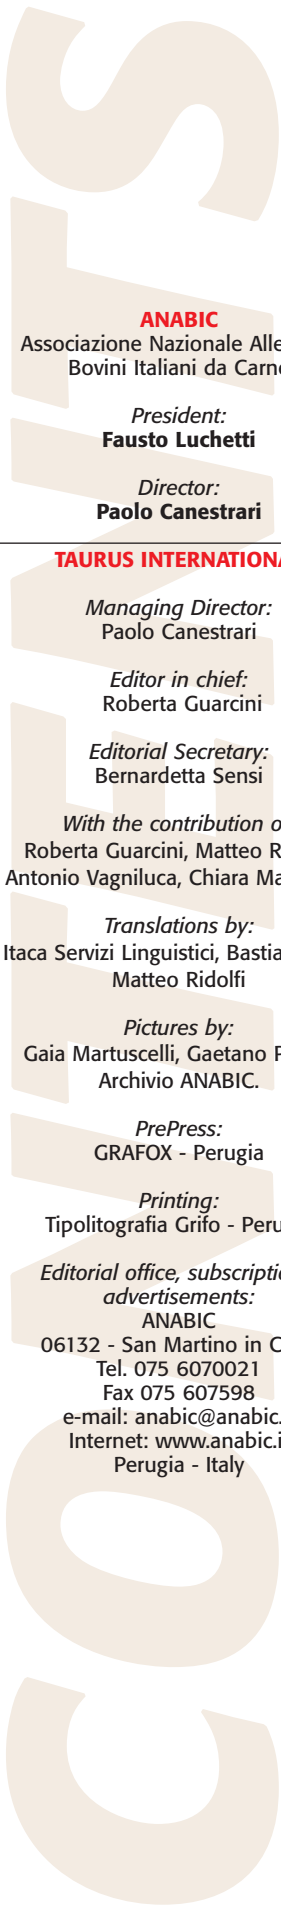 CONTENTS
ANABIC
Associazione Nazionale Alle
Bovini Italiani da Carn
President:
Fausto Luchetti
Director:
Paolo Canestrari
TAURUS INTERNATIONA
Managing Director:
Paolo Canestrari
Editor in chief:
Roberta Guarcini
Editorial Secretary:
Bernardetta Sensi
With the contribution o
Roberta Guarcini, Matteo R
Antonio Vagniluca, Chiara Ma
Translations by:
Itaca Servizi Linguistici, Bastia
Matteo Ridolfi
Pictures by:
Gaia Martuscelli, Gaetano
Archivio ANABIC.
PrePress:
GRAFOX - Perugia
Printing:
Tipolitografia Grifo - Peru
Editorial office, subscripti
advertisements:
ANABIC
06132 - San Martino in C
Tel. 075 6070021
Fax 075 607598
e-mail: anabic@anabic.
Internet: www.anabic.i
Perugia - Italy